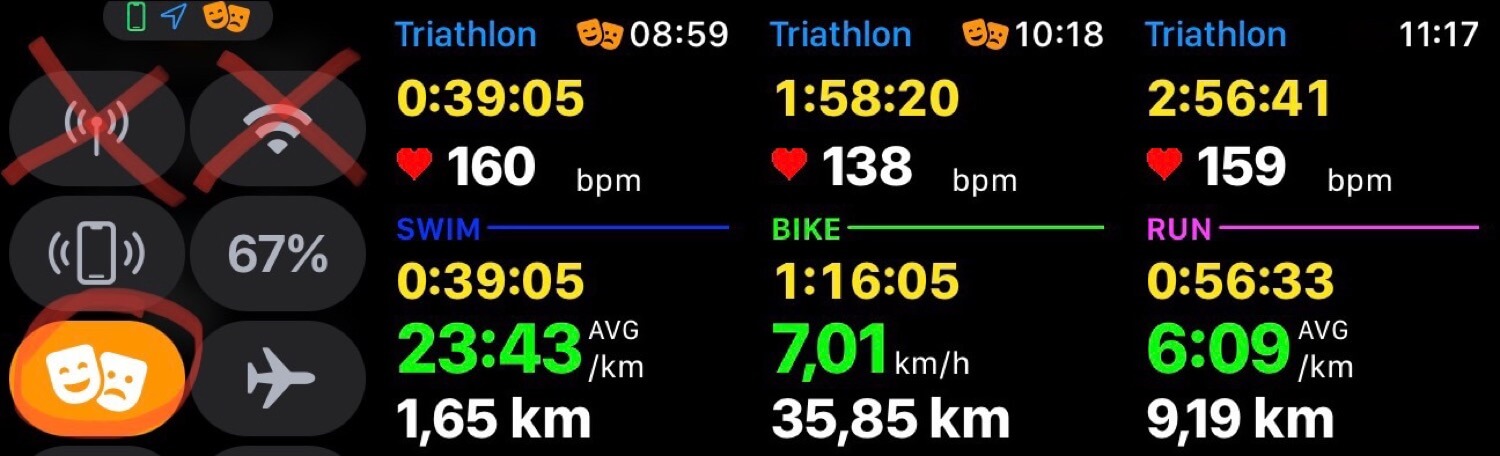 67%
Triathlon 08:59
0:39:05
160 bpm
SWIM
0:39:05
23:43 AVG /km
1,65 km
Triathlon 10:18
1:58:20
138 bpm
BIKE
1:16:05
7,01 km/h
35,85 km
Triathlon 11:17
2:56:41
159 bpm
RUN
0:56:33
6:09 AVG /km
9,19 km